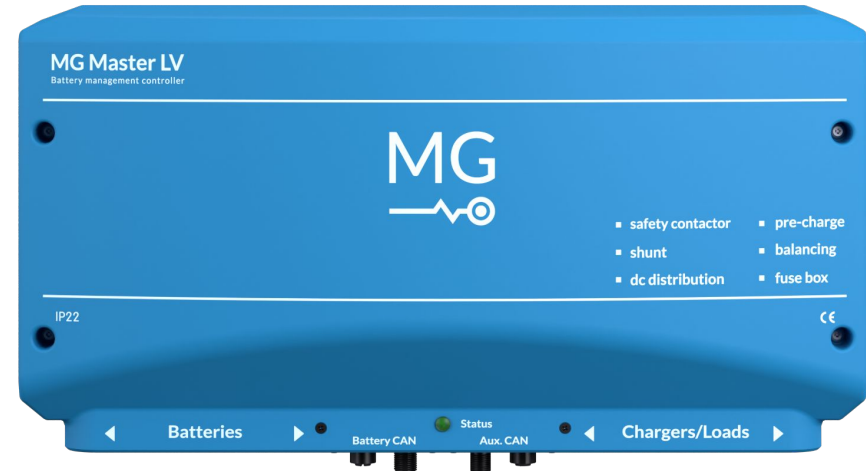 MG Master LV
Battery management controller
MG
▪ safety contactor ▪ pre-charge
▪ shunt ▪ balancing
▪ dc distribution ▪ fuse box
IP22 CE
Batteries Battery CAN Status Aux. CAN Chargers/Loads